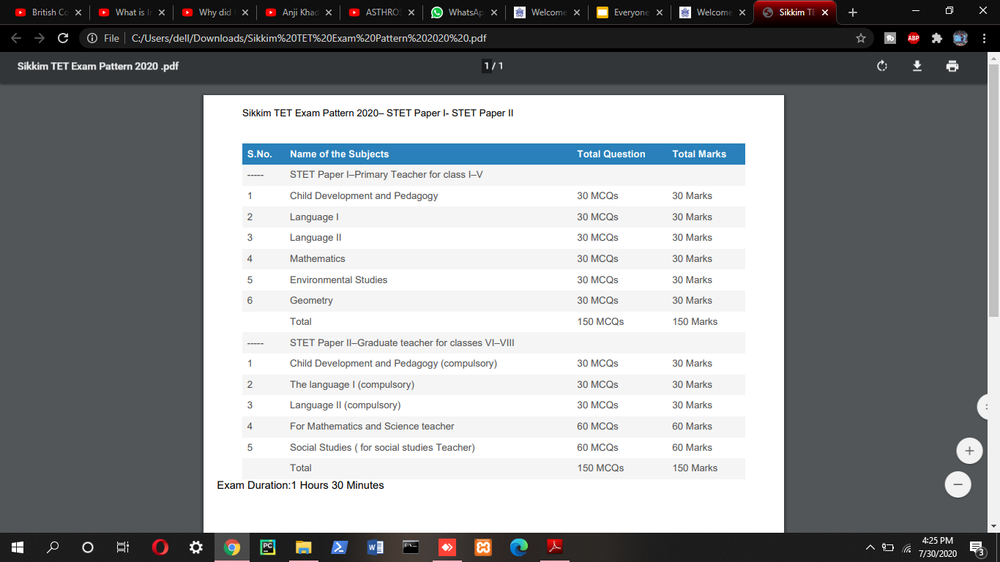 British Co
What is I
Why did
Anji Khad
ASTHROS
WhatsAp
Welcome
Everyone
Welcome
Sikkim TE
File C:/Users/dell/Downloads/Sikkim%20TET%20Exam%20Pattern%202020%20.pdf
ABP
Sikkim TET Exam Pattern 2020 .pdf 1 / 1
Sikkim TET Exam Pattern 2020– STET Paper I- STET Paper II
S.No. Name of the Subjects Total Question Total Marks
----- STET Paper I–Primary Teacher for class I–V
1 Child Development and Pedagogy 30 MCQs 30 Marks
2 Language I 30 MCQs 30 Marks
3 Language II 30 MCQs 30 Marks
4 Mathematics 30 MCQs 30 Marks
5 Environmental Studies 30 MCQs 30 Marks
6 Geometry 30 MCQs 30 Marks
Total 150 MCQs 150 Marks
----- STET Paper II–Graduate teacher for classes VI–VIII
1 Child Development and Pedagogy (compulsory) 30 MCQs 30 Marks
2 The language I (compulsory) 30 MCQs 30 Marks
3 Language II (compulsory) 30 MCQs 30 Marks
4 For Mathematics and Science teacher 60 MCQs 60 Marks
5 Social Studies ( for social studies Teacher) 60 MCQs 60 Marks
Total 150 MCQs 150 Marks
Exam Duration:1 Hours 30 Minutes
PC
4:25 PM
7/30/2020
3